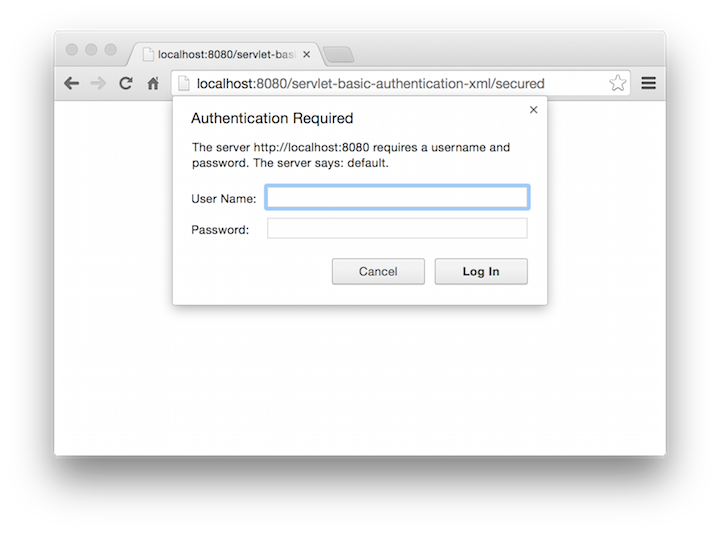 localhost:8080/servlet-bas
localhost:8080/servlet-basic-authentication-xml/secured
Authentication Required
The server http://localhost:8080 requires a username and
password. The server says: default.
User Name:
Password:
Cancel
Log In